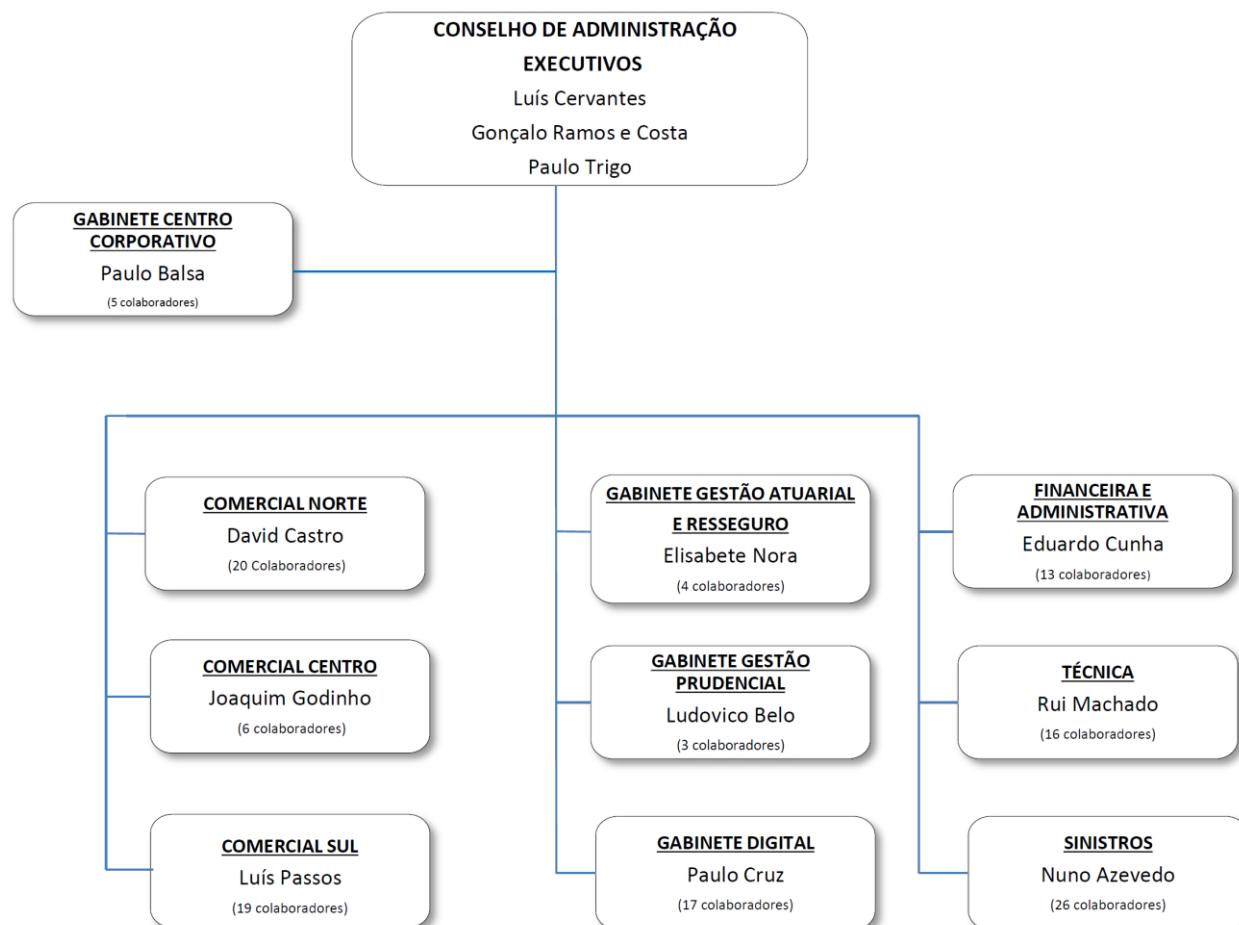 CONSELHO DE ADMINISTRAÇÃO
EXECUTIVOS
Luís Cervantes
Gonçalo Ramos e Costa
Paulo Trigo
GABINETE CENTRO
CORPORATIVO
Paulo Balsa
(5 colaboradores)
COMERCIAL NORTE
David Castro
(20 Colaboradores)
COMERCIAL CENTRO
Joaquim Godinho
(6 colaboradores)
COMERCIAL SUL
Luís Passos
(19 colaboradores)
GABINETE GESTÃO ATUARIAL
E RESSEGURO
Elisabete Nora
(4 colaboradores)
GABINETE GESTÃO
PRUDENCIAL
Ludovico Belo
(3 colaboradores)
GABINETE DIGITAL
Paulo Cruz
(17 colaboradores)
FINANCEIRA E
ADMINISTRATIVA
Eduardo Cunha
(13 colaboradores)
TÉCNICA
Rui Machado
(16 colaboradores)
SINISTROS
Nuno Azevedo
(26 colaboradores)